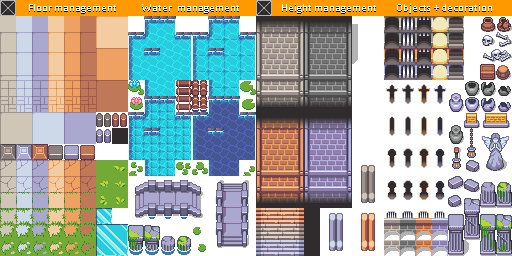 Floor management
Water management
Height management
Objects + decoration